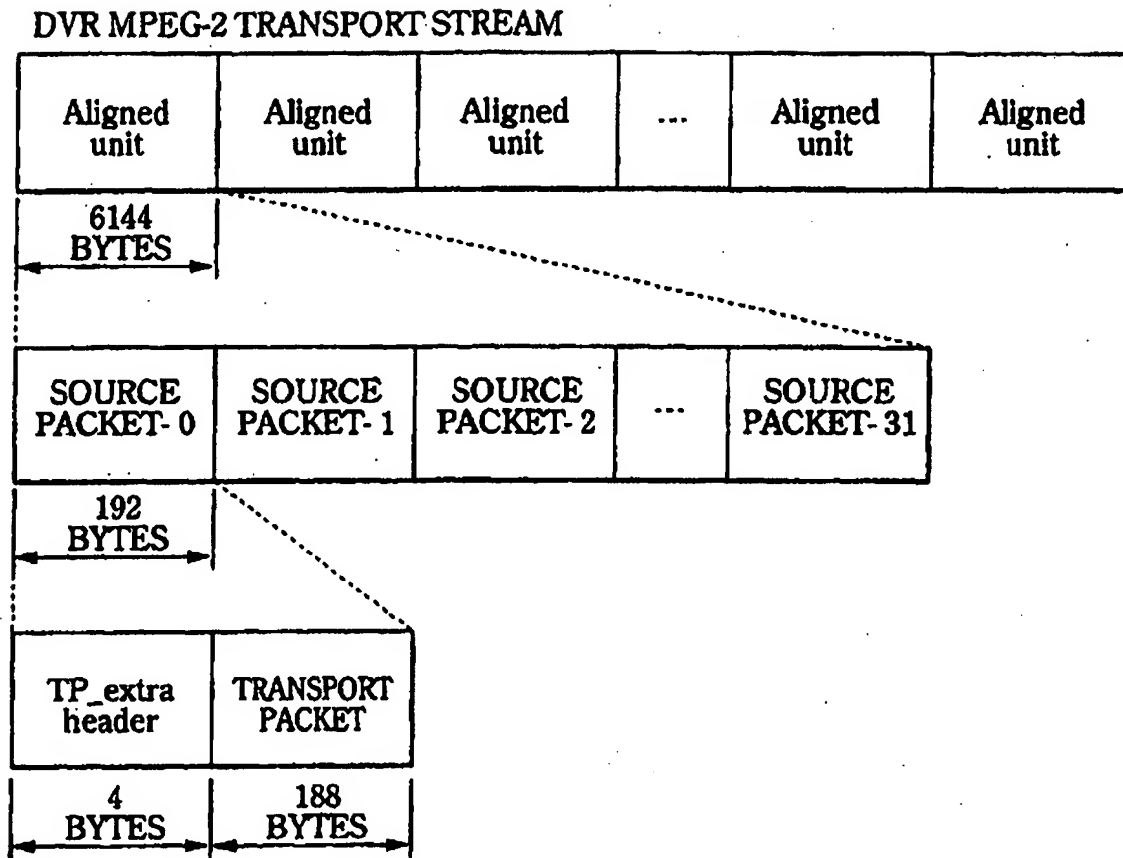 DVR MPEG-2 TRANSPORT STREAM
Aligned unit
Aligned unit
Aligned unit
...
Aligned unit
Aligned unit
6144
BYTES
SOURCE PACKET- 0
SOURCE PACKET- 1
SOURCE PACKET- 2
...
SOURCE PACKET- 31
192
BYTES
TP_extra header
TRANSPORT PACKET
4
BYTES
188
BYTES